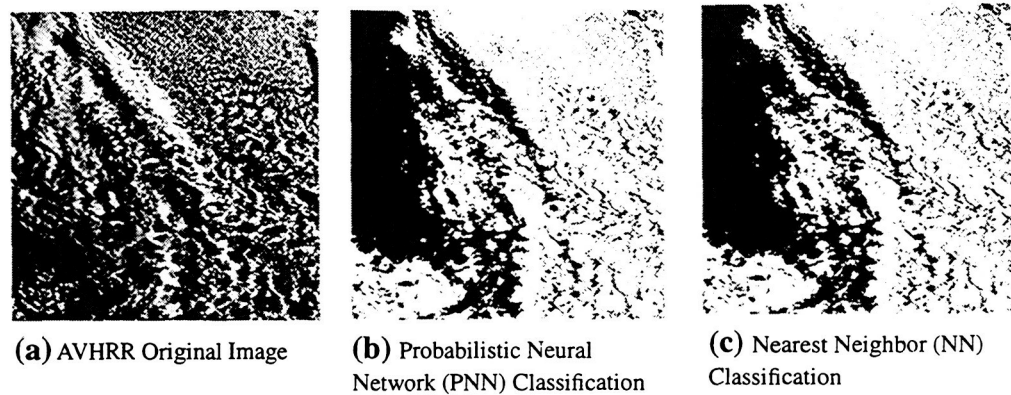 (a) AVHRR Original Image
(b) Probabilistic Neural
Network (PNN) Classification
(c) Nearest Neighbor (NN)
Classification